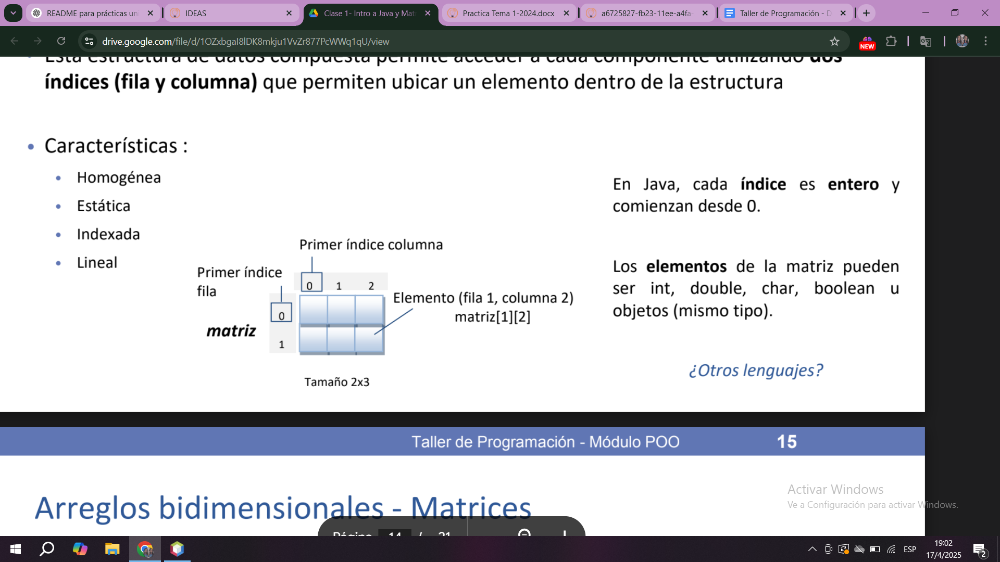 README para prácticas uni
IDEAS
Clase 1- Intro a Java y Mat
Practica Tema 1-2024.docx
a6725827-fb23-11ee-a4fa-
Taller de Programación - D
drive.google.com/file/d/1OZxbgaI8lDK8mkju1VvZr877PcWWq1qU/view
NEW
Esta estructura de datos compuesta permite acceder a cada componente utilizando dos
índices (fila y columna) que permiten ubicar un elemento dentro de la estructura
• Características :
• Homogénea
• Estática
• Indexada
• Lineal
En Java, cada índice es entero y
comienzan desde 0.
Los elementos de la matriz pueden
ser int, double, char, boolean u
objetos (mismo tipo).
¿Otros lenguajes?
Primer índice columna
Primer índice
fila
0 1 2
0
1
matriz
Elemento (fila 1, columna 2)
matriz[1][2]
Tamaño 2x3
Taller de Programación - Módulo POO 15
Arreglos bidimensionales - Matrices
Activar Windows
Ve a Configuración para activar Windows.
Página 14 / 21
ESP
19:02
17/4/2025
2